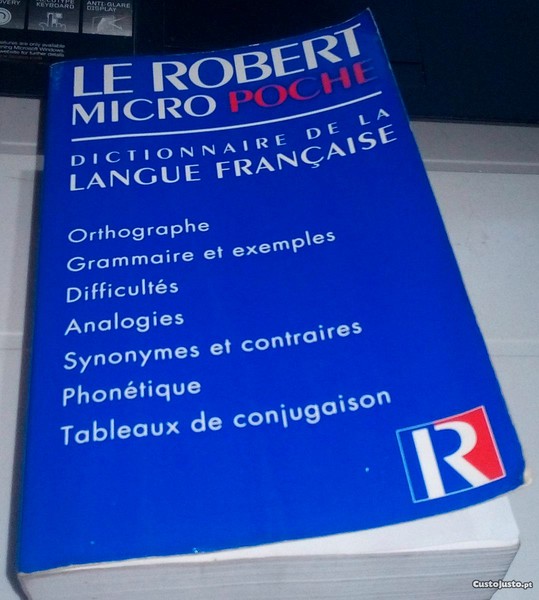 KEYBOARD
ANTI-GLARE
DISPLAY
LE ROBERT
MICRO POCHE
DICTIONNAIRE DE LA
LANGUE FRANÇAISE
Orthographe
Grammaire et exemples
Difficultés
Analogies
Synonymes et contraires
Phonétique
Tableaux de conjugaison
R
CustoJusto.pt